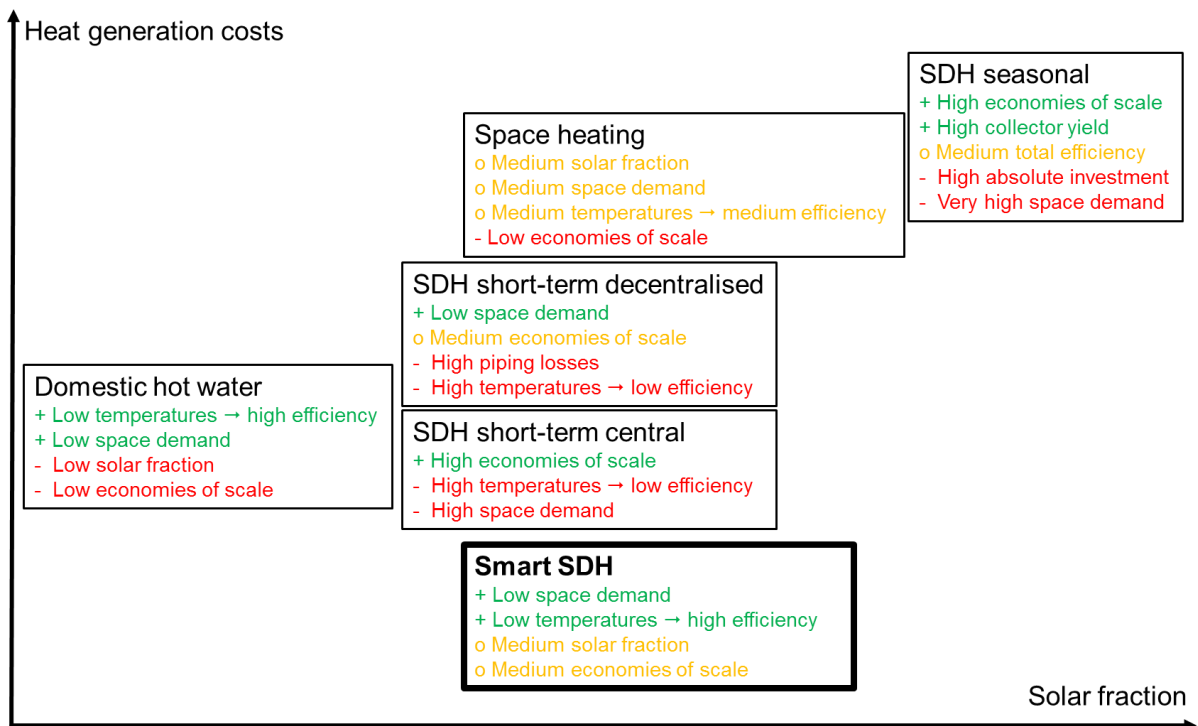 Heat generation costs
SDH seasonal
+ High economies of scale
+ High collector yield
o Medium total efficiency
- High absolute investment
- Very high space demand
Space heating
o Medium solar fraction
o Medium space demand
o Medium temperatures → medium efficiency
- Low economies of scale
SDH short-term decentralised
+ Low space demand
o Medium economies of scale
- High piping losses
- High temperatures → low efficiency
Domestic hot water
+ Low temperatures → high efficiency
+ Low space demand
- Low solar fraction
- Low economies of scale
SDH short-term central
+ High economies of scale
- High temperatures → low efficiency
- High space demand
Smart SDH
+ Low space demand
+ Low temperatures → high efficiency
o Medium solar fraction
o Medium economies of scale
Solar fraction